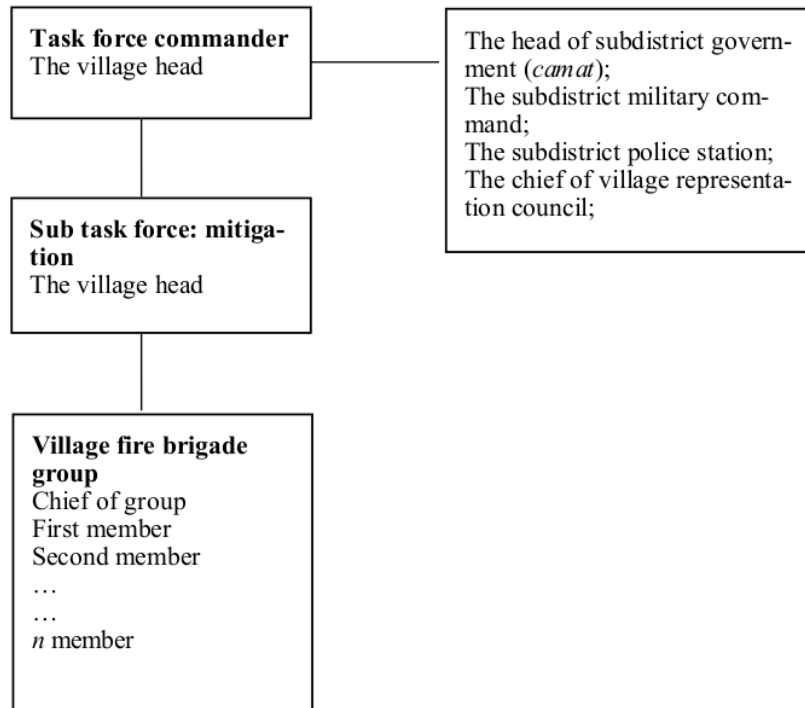 Task force commander
The village head
The head of subdistrict govern-
ment (camat);
The subdistrict military com-
mand;
The subdistrict police station;
The chief of village representa-
tion council;
Sub task force: mitiga-
tion
The village head
Village fire brigade
group
Chief of group
First member
Second member
…
…
n member